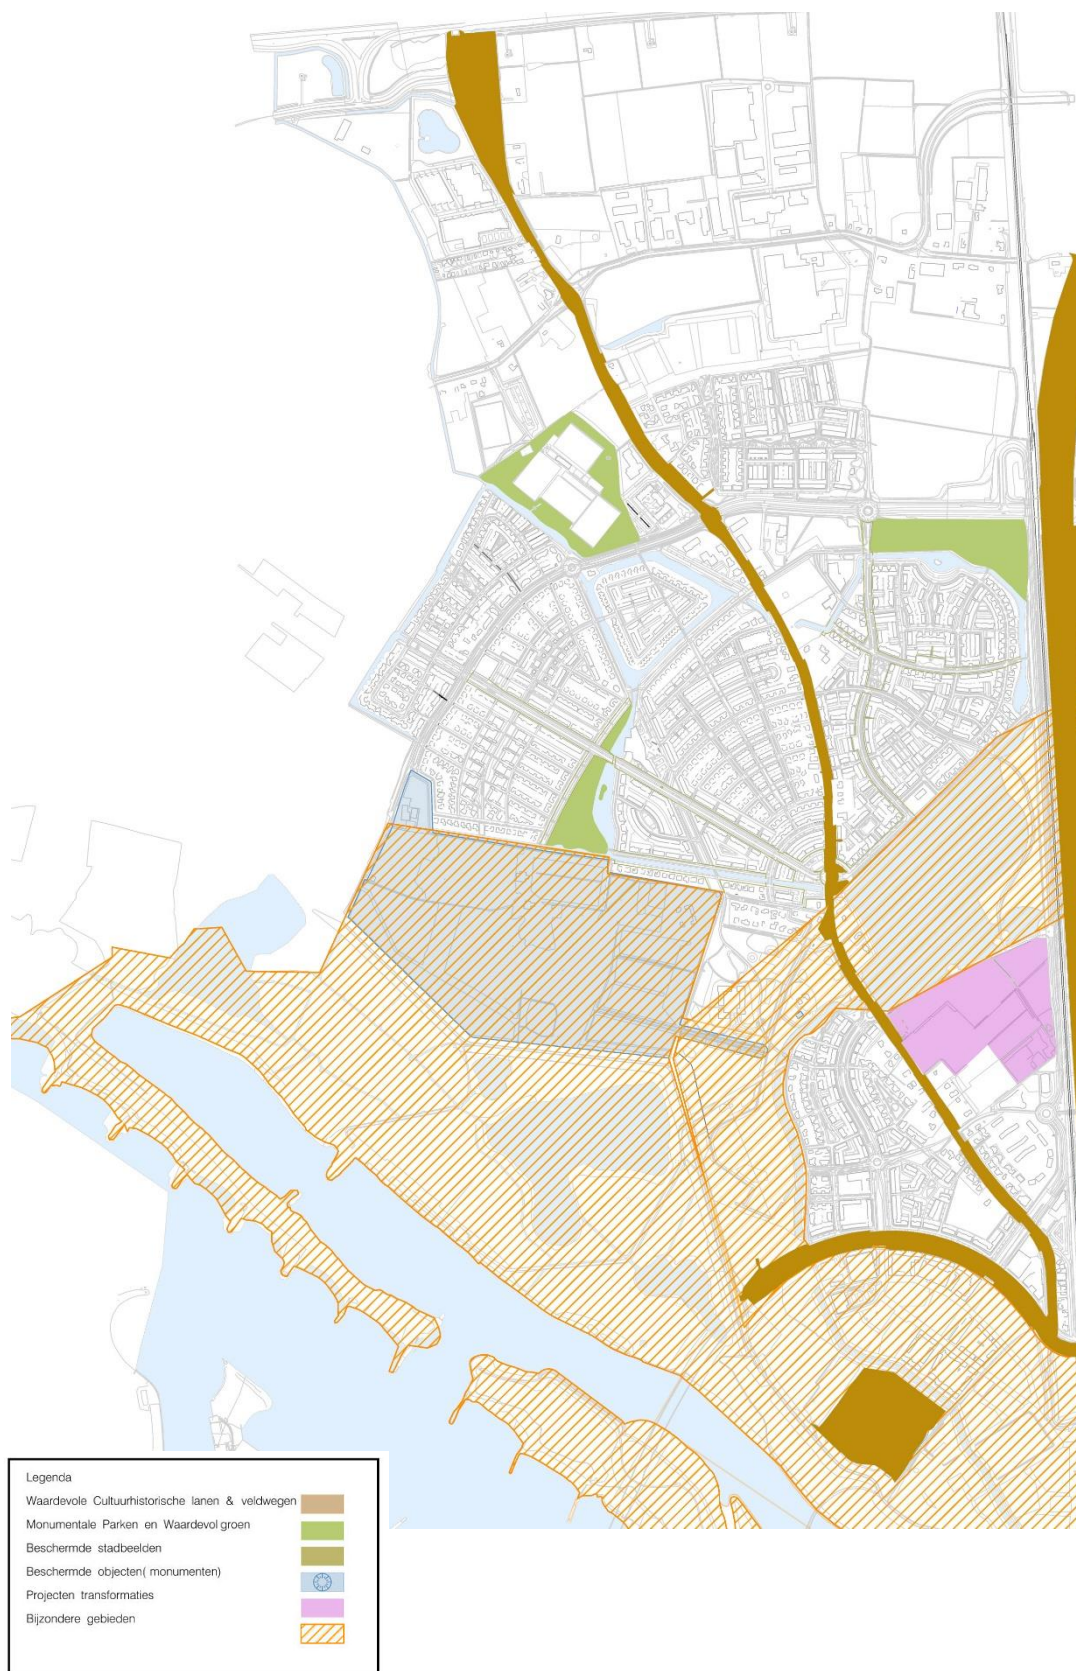 Legenda
Waardevole Cultuurhistorische lanen & veldwegen
Monumentale Parken en Waardevol groen
Beschermde stadbeelden
Beschermde objecten( monumenten)
Projecten transformaties
Bijzondere gebieden